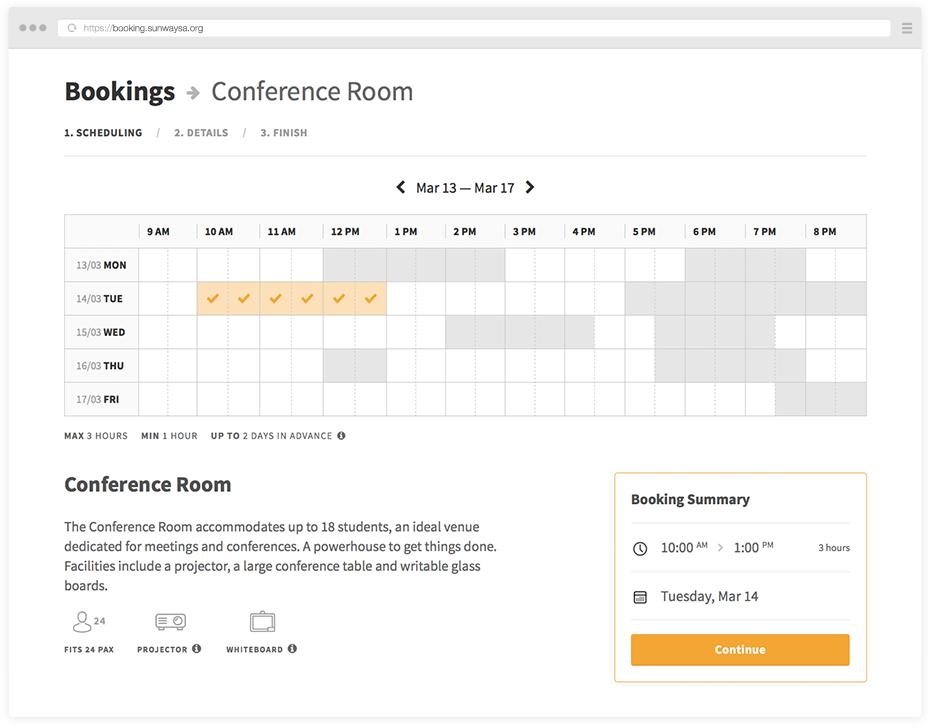 https://booking.sunwaysa.org
Bookings Conference Room
1. SCHEDULING / 2. DETAILS / 3. FINISH
Mar 13 — Mar 17
9 AM 10 AM 11 AM 12 PM 1 PM 2 PM 3 PM 4 PM 5 PM 6 PM 7 PM 8 PM
13/03 MON
14/03 TUE
15/03 WED
16/03 THU
17/03 FRI
MAX 3 HOURS MIN 1 HOUR UP TO 2 DAYS IN ADVANCE
Conference Room
The Conference Room accommodates up to 18 students, an ideal venue
dedicated for meetings and conferences. A powerhouse to get things done.
Facilities include a projector, a large conference table and writable glass
boards.
24
FITS 24 PAX PROJECTOR WHITEBOARD
Booking Summary
10:00 AM > 1:00 PM 3 hours
Tuesday, Mar 14
Continue